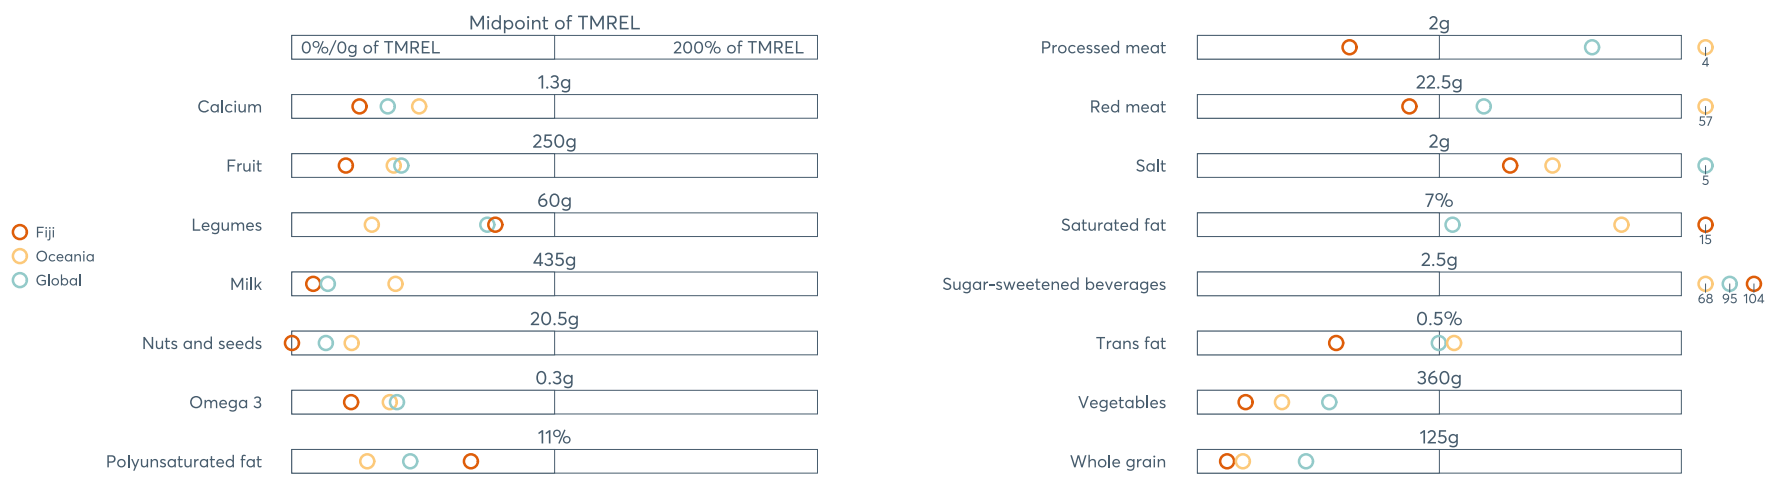 Midpoint of TMREL
0%/0g of TMREL 200% of TMREL
1.3g
Calcium
250g
Fruit
60g
Legumes
435g
Milk
20.5g
Nuts and seeds
0.3g
Omega 3
11%
Polyunsaturated fat
Fiji
Oceania
Global
2g
Processed meat
4
22.5g
Red meat
57
2g
Salt
5
7%
Saturated fat
15
2.5g
Sugar-sweetened beverages
68 95 104
0.5%
Trans fat
360g
Vegetables
125g
Whole grain